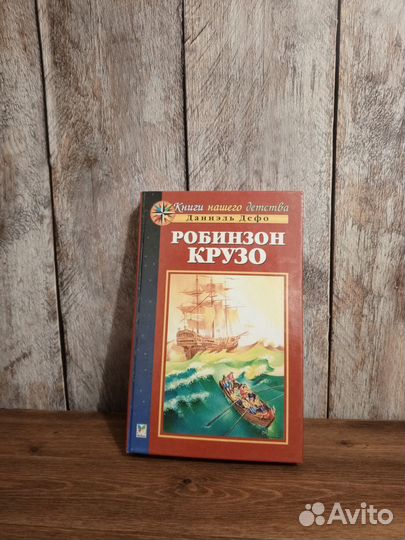 Книги нашего детства
Даниэль Дефо
РОБИНЗОН
КРУЗО
Avito